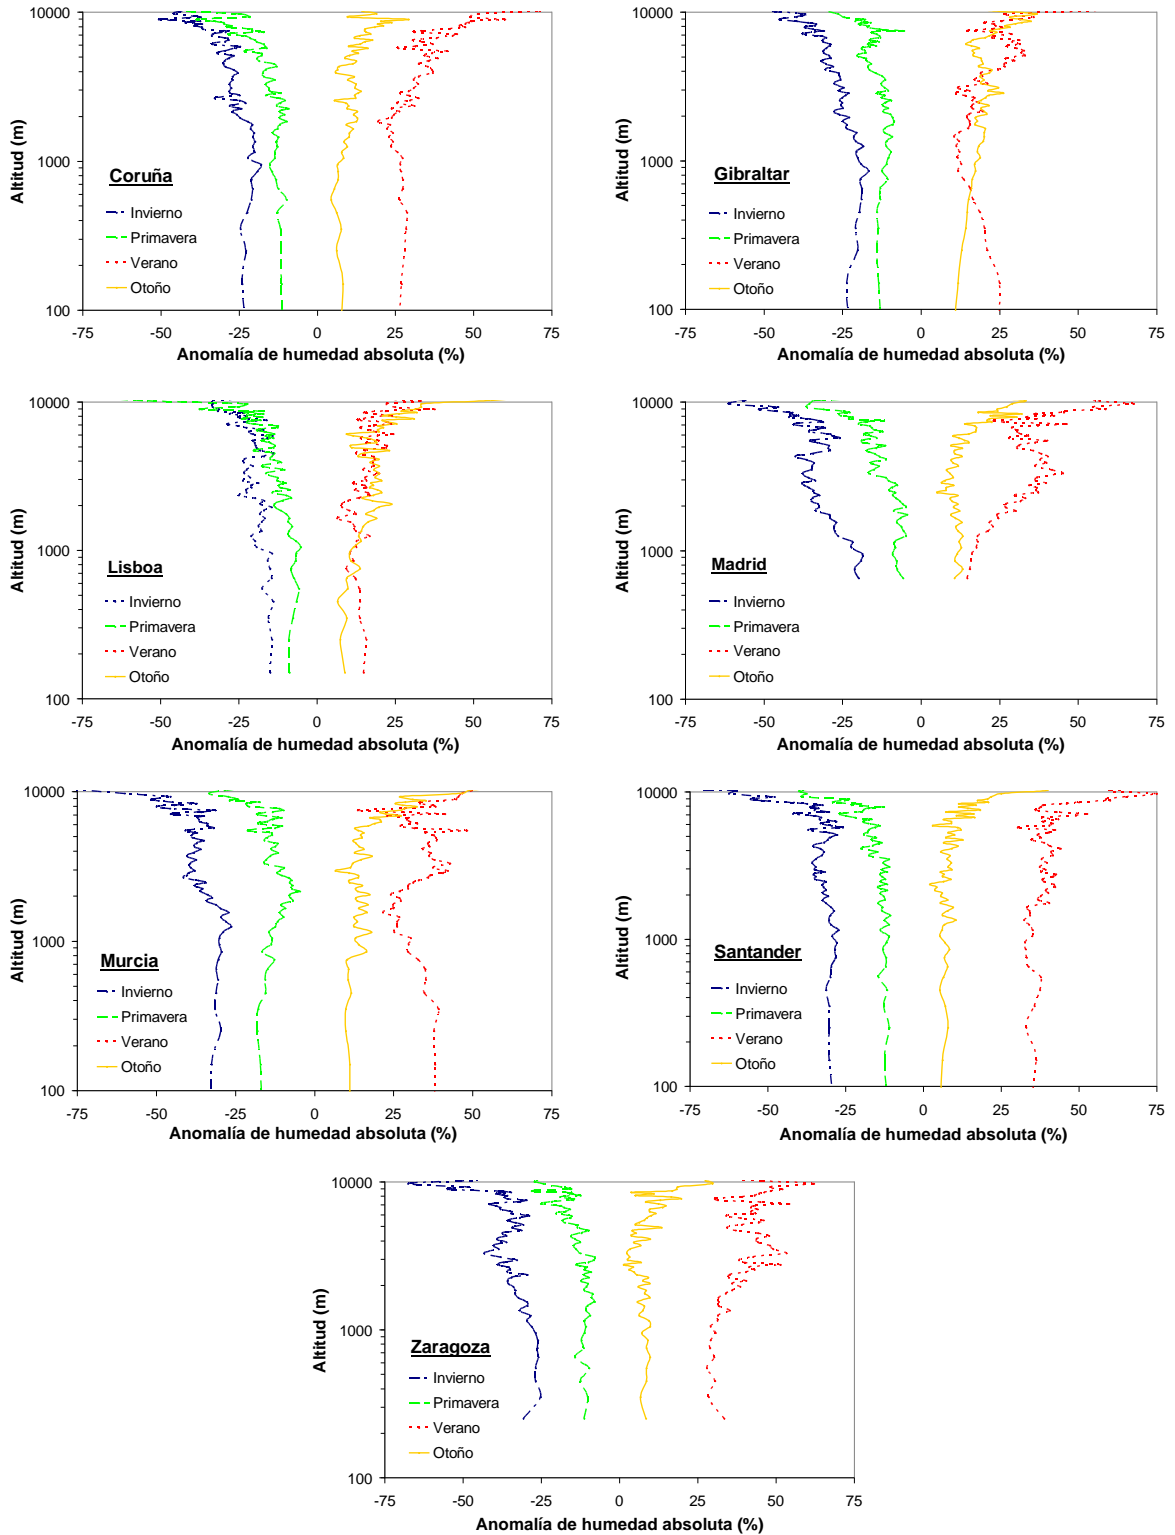 10000
1000
100
Altitud (m)
Coruña
Invierno
Primavera
Verano
Otoño
-75 -50 -25 0 25 50 75
Anomalía de humedad absoluta (%)
10000
1000
100
Altitud (m)
Gibraltar
Invierno
Primavera
Verano
Otoño
-75 -50 -25 0 25 50 75
Anomalía de humedad absoluta (%)
10000
1000
100
Altitud (m)
Lisboa
Invierno
Primavera
Verano
Otoño
-75 -50 -25 0 25 50 75
Anomalía de humedad absoluta (%)
10000
1000
100
Altitud (m)
Madrid
Invierno
Primavera
Verano
Otoño
-75 -50 -25 0 25 50 75
Anomalía de humedad absoluta (%)
10000
1000
100
Altitud (m)
Murcia
Invierno
Primavera
Verano
Otoño
-75 -50 -25 0 25 50 75
Anomalía de humedad absoluta (%)
10000
1000
100
Altitud (m)
Santander
Invierno
Primavera
Verano
Otoño
-75 -50 -25 0 25 50 75
Anomalía de humedad absoluta (%)
10000
1000
100
Altitud (m)
Zaragoza
Invierno
Primavera
Verano
Otoño
-75 -50 -25 0 25 50 75
Anomalía de humedad absoluta (%)